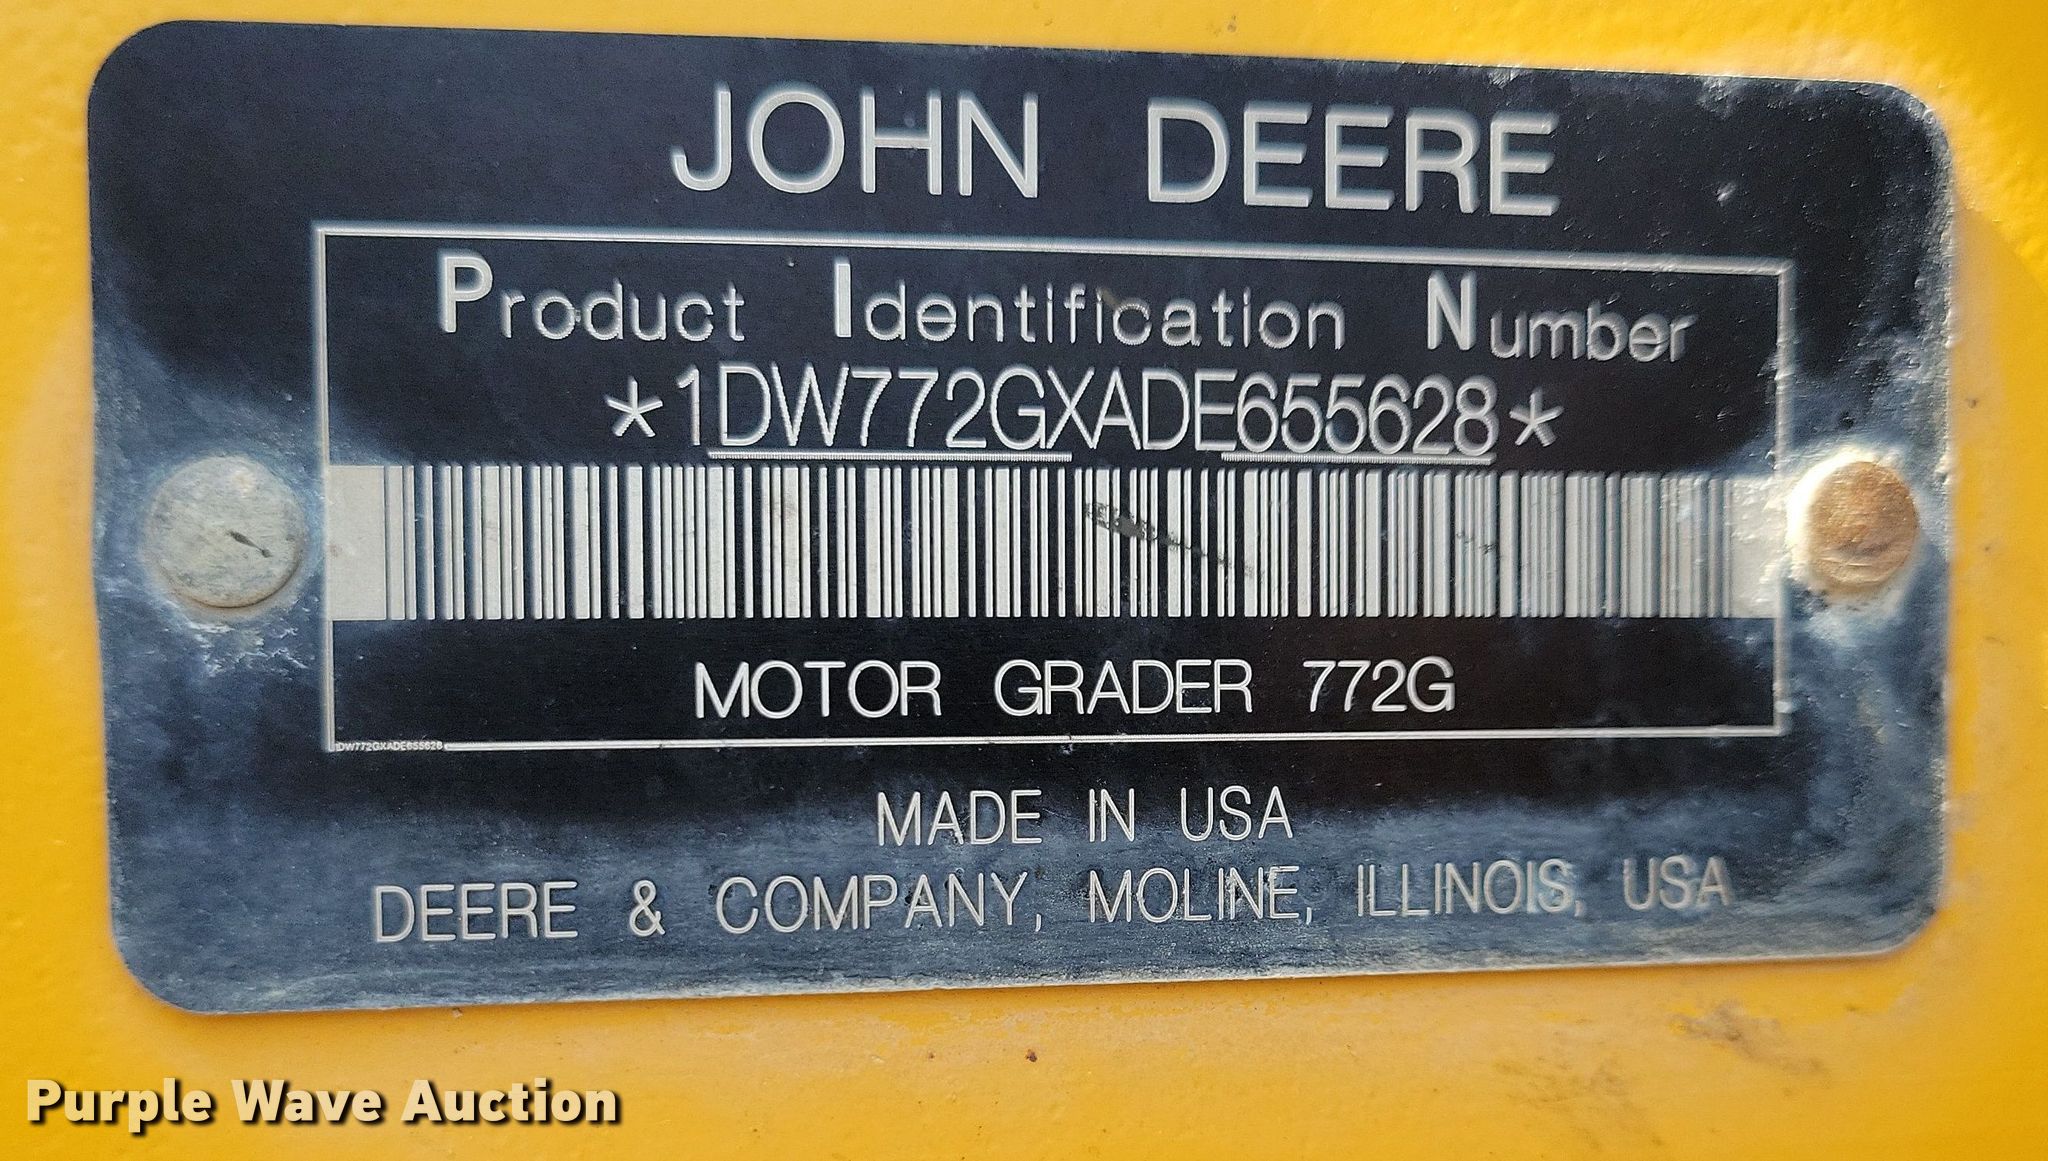 JOHN DEERE
Product Identification Number
*1DW772GXADE655628*
MOTOR GRADER 772G
1DW772GXADE655628
MADE IN USA
DEERE & COMPANY, MOLINE, ILLINOIS, USA
Purple Wave Auction